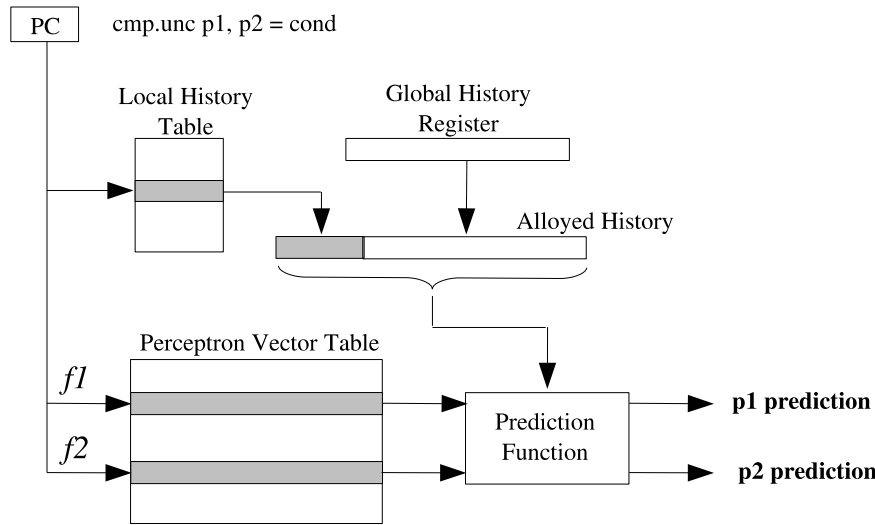 PC
cmp.unc p1, p2 = cond
Local History
Table
Global History
Register
Alloyed History
Perceptron Vector Table
f1
f2
Prediction
Function
p1 prediction
p2 prediction